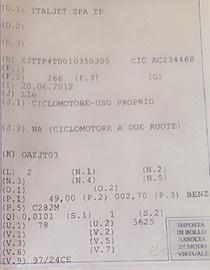 (D.1) ITALJET SPA TP
(D.2)
(D.3)
(E) ZJTTP4T0010350305 CIC AC234468
(F.1)
(F.2) 266 (F.3) (G)
(I) 20.06.2012
(J) L1e
(J.1) CICLOMOTORE-USO PROPRIO
(J.2) NA (CICLOMOTORE A DUE RUOTE)
(K) OAZJT03
(L) 2 (N.1) (N.2)
(N.3) (N.4) (N.5)
(O.1) (O.2)
(P.1) 49,00 (P.2) 002,70 (P.3) BENZ
(P.5) C282M
(Q) 0,0101 (S.1) 1 (S.2)
(U.1) 78 (U.2) 3625
(V.1) (V.2)
(V.3) (V.5)
(V.6) (V.7)
(V.9) 97/24CE
IMPOSTA
DI BOLLO
ASSOLTA
IN MODO
VIRTUALE